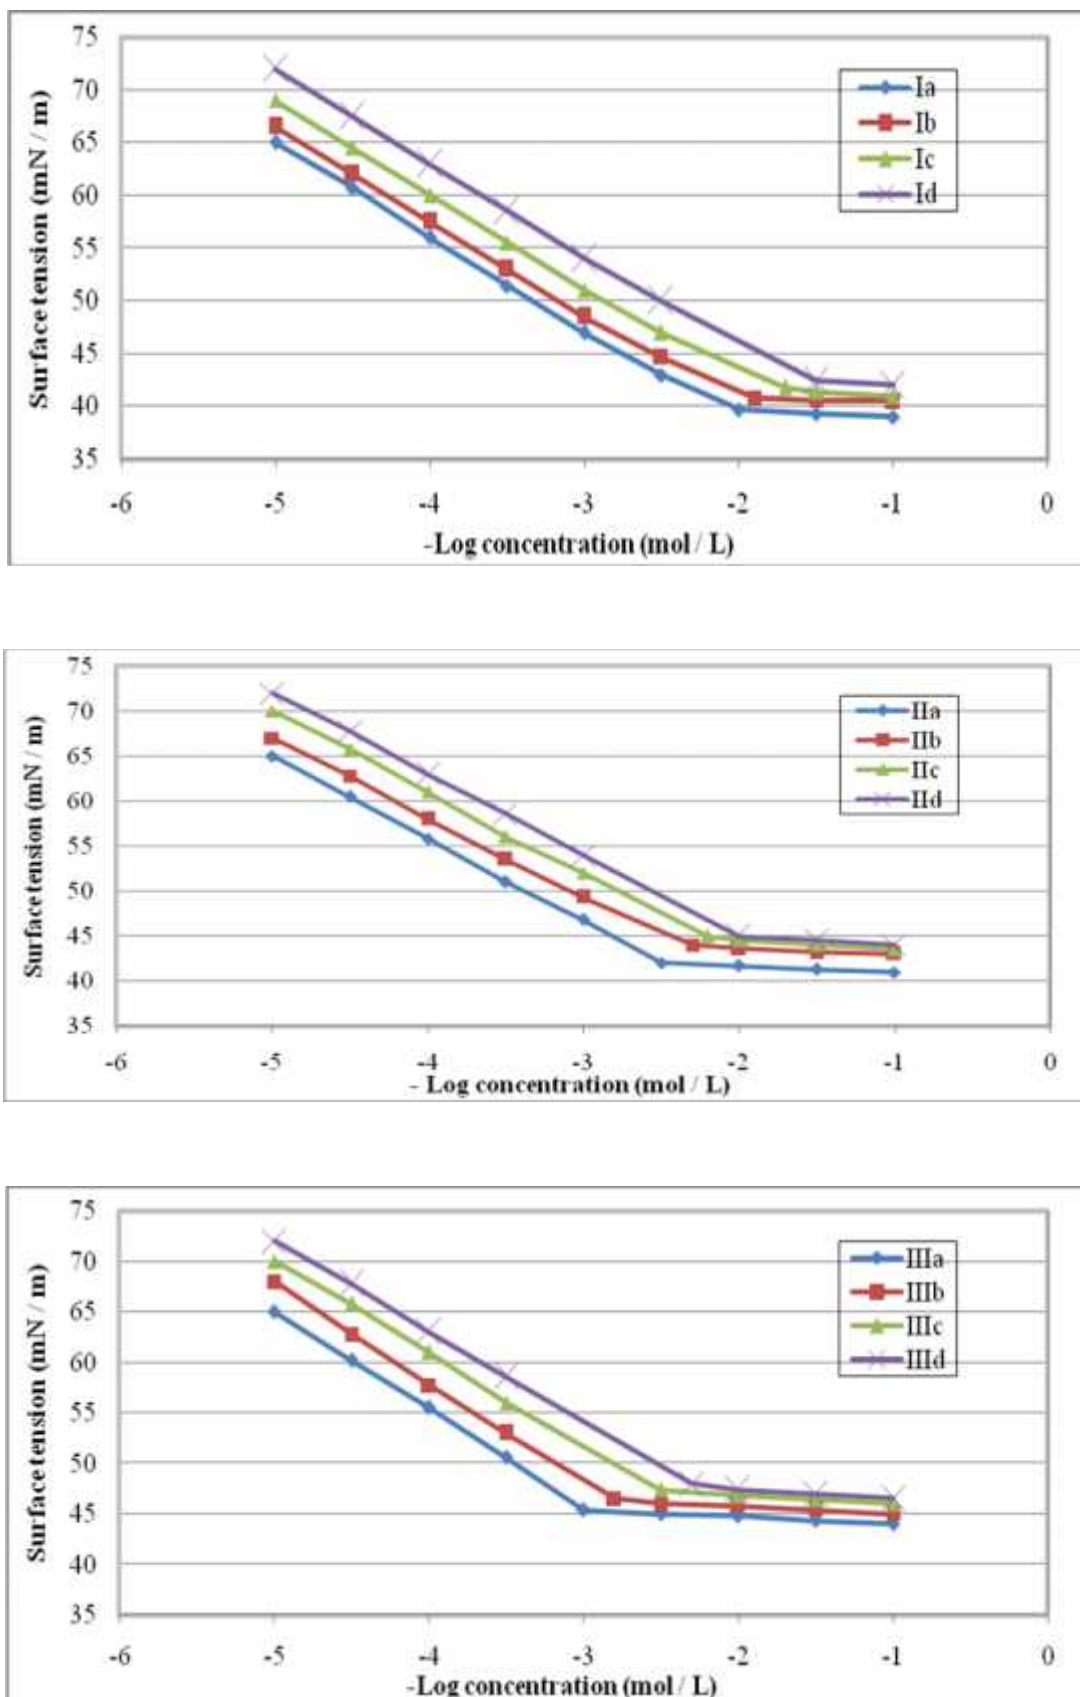 75
70
65
60
55
50
45
40
35
Surface tension (mN / m)
Ia
Ib
Ic
Id
-6 -5 -4 -3 -2 -1 0
-Log concentration (mol / L)
75
70
65
60
55
50
45
40
35
Surface tension (mN / m)
IIa
IIb
IIc
IId
-6 -5 -4 -3 -2 -1 0
- Log concentration (mol / L)
75
70
65
60
55
50
45
40
35
Surface tension (mN / m)
IIIa
IIIb
IIIc
IIId
-6 -5 -4 -3 -2 -1 0
-Log concentration (mol / L)